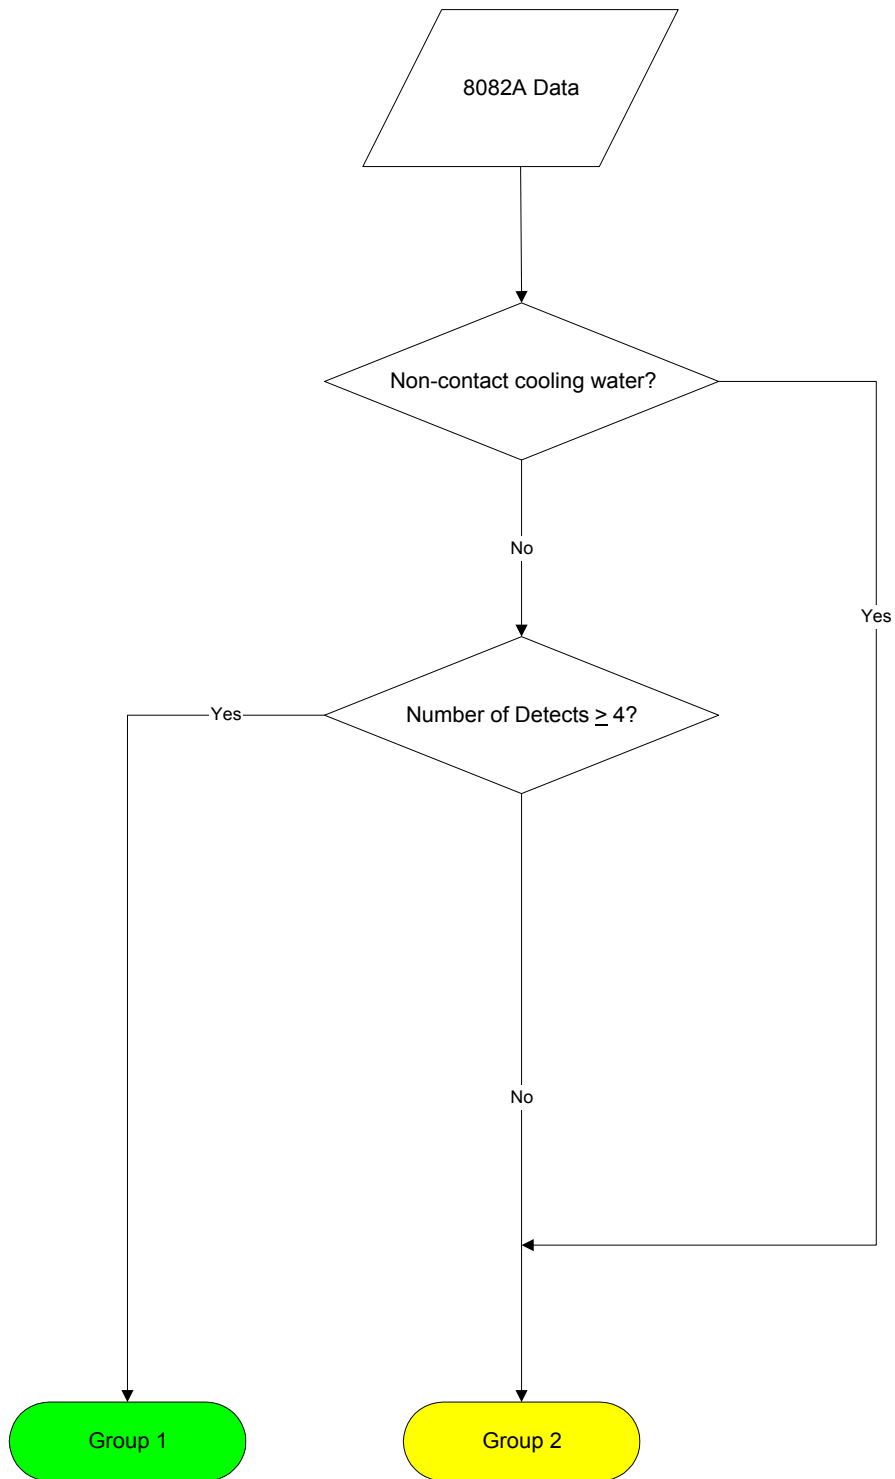 8082A Data
Non-contact cooling water?
No
Yes
Yes
Number of Detects ≥ 4?
No
Group 1
Group 2